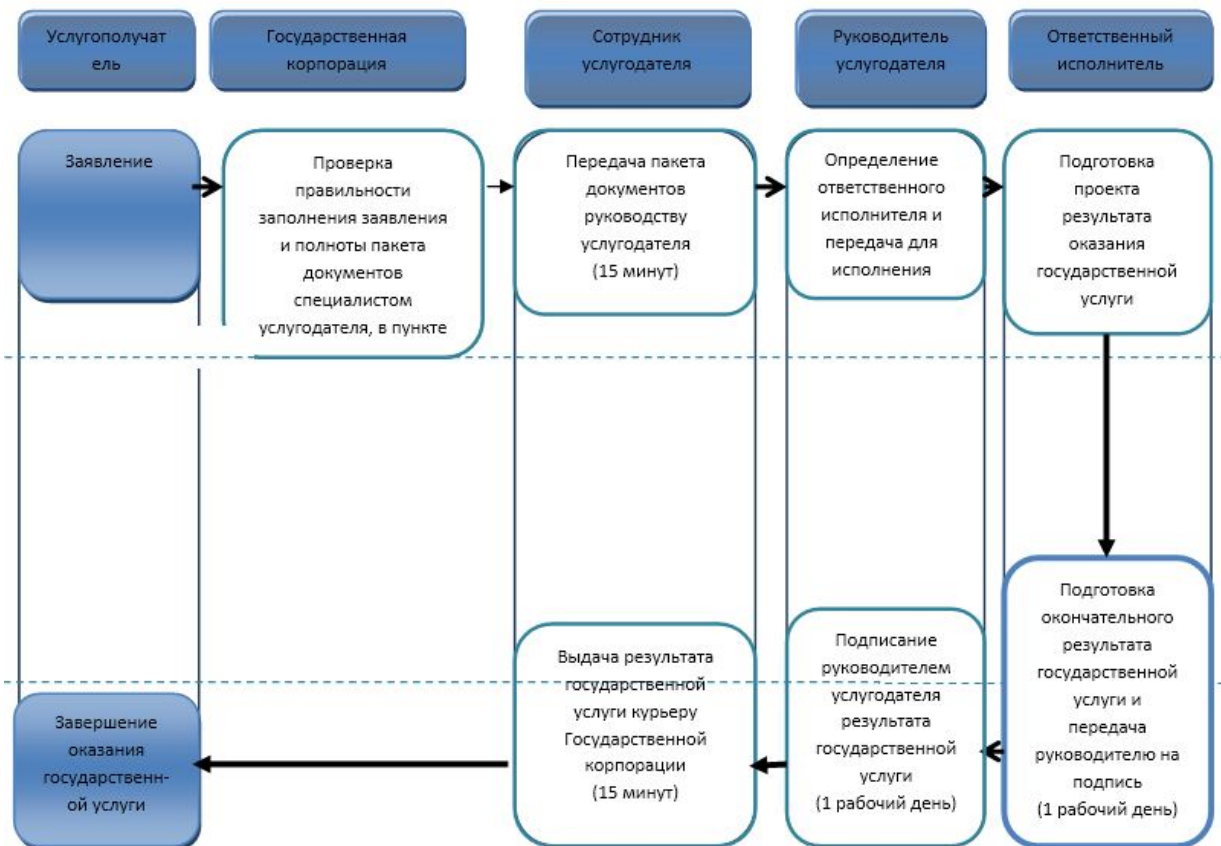 Услугополучат
ель
Государственная
корпорация
Сотрудник
услугодателя
Руководитель
услугодателя
Ответственный
исполнитель
Заявление
Проверка
правильности
заполнения заявления
и полноты пакета
документов
специалистом
услугодателя, в пункте
Передача пакета
документов
руководству
услугодателя
(15 минут)
Определение
ответственного
исполнителя и
передача для
исполнения
Подготовка
проекта
результата
оказания
государственной
услуги
Подготовка
окончательного
результата
государственной
услуги и
передача
руководителю на
подпись
(1 рабочий день)
Подписание
руководителем
услугодателя
результата
государственной
услуги
(1 рабочий день)
Выдача результата
государственной
услуги курьеру
Государственной
корпорации
(15 минут)
Завершение
оказания
государственн-
ой услуги